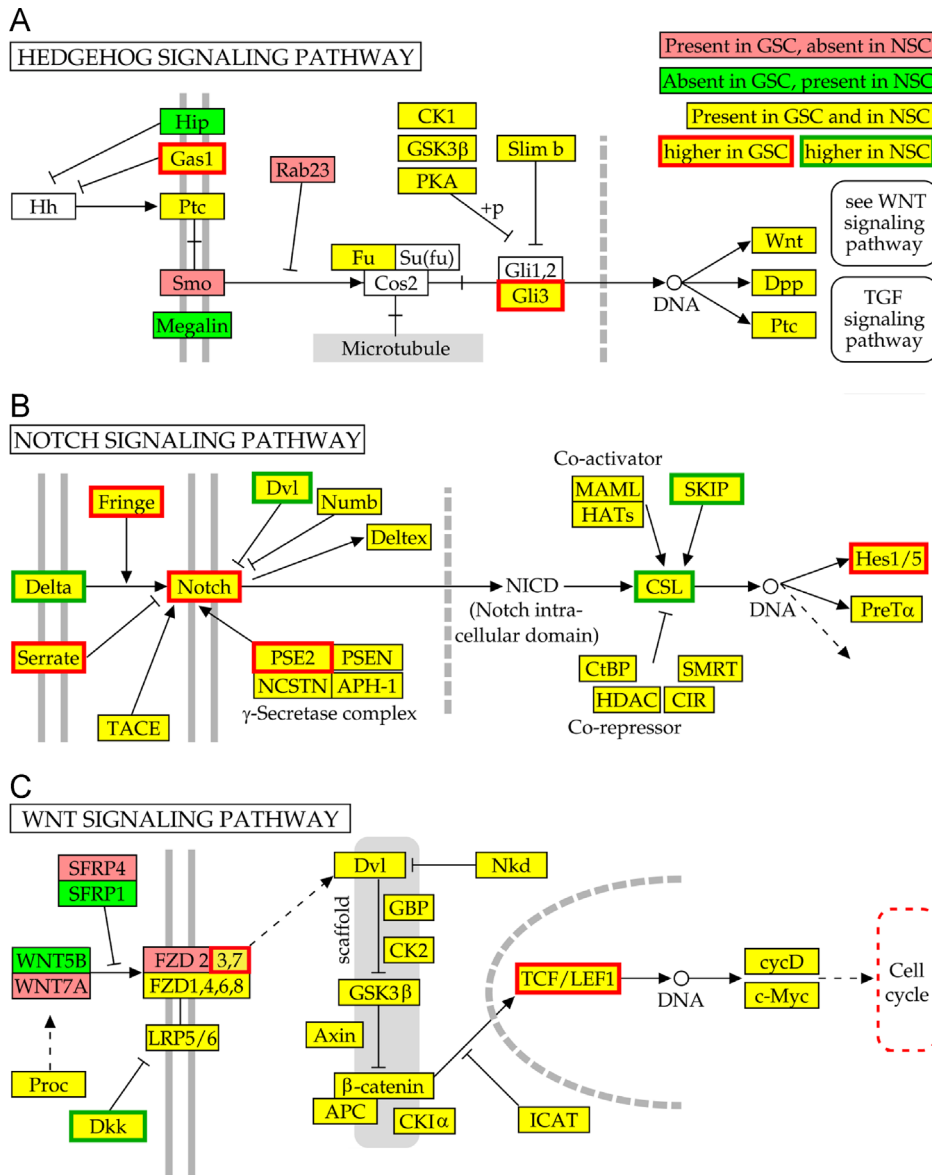 A
HEDGEHOG SIGNALING PATHWAY
Present in GSC, absent in NSC
Absent in GSC, present in NSC
Present in GSC and in NSC
higher in GSC
higher in NSC
Hip
Gas1
Hh
Ptc
Smo
Megalin
Rab23
CK1
GSK3β
PKA
+p
Slim b
Fu
Su(fu)
Cos2
Microtubule
Gli1,2
Gli3
DNA
Wnt
Dpp
Ptc
see WNT
signaling
pathway
TGF
signaling
pathway
B
NOTCH SIGNALING PATHWAY
Fringe
Delta
Serrate
TACE
Notch
Dvl
Numb
Deltex
PSE2
PSEN
NCSTN
APH-1
γ-Secretase complex
NICD
(Notch intra-
cellular domain)
Co-activator
MAML
HATs
SKIP
CSL
CtBP
SMRT
HDAC
CIR
Co-repressor
DNA
Hes1/5
PreTα
C
WNT SIGNALING PATHWAY
SFRP4
SFRP1
WNT5B
WNT7A
Proc
Dkk
FZD 2
3,7
FZD1,4,6,8
LRP5/6
scaffold
Dvl
Nkd
GBP
CK2
GSK3β
Axin
β-catenin
APC
CKIα
ICAT
TCF/LEF1
DNA
cycD
c-Myc
Cell
cycle